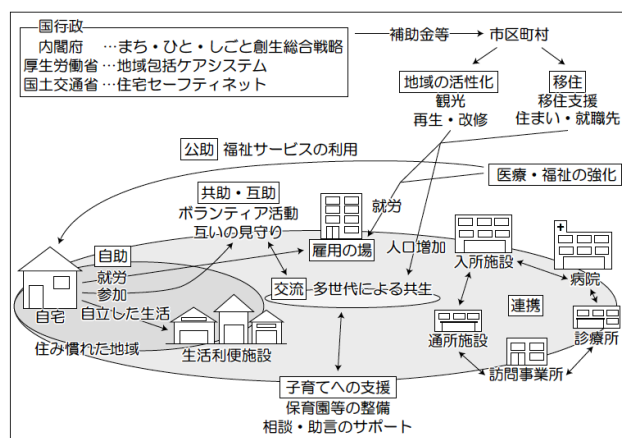 国行政
内閣府 …まち・ひと・しごと創生総合戦略
厚生労働省…地域包括ケアシステム
国土交通省…住宅セーフティネット
補助金等
市区町村
地域の活性化
観光
再生・改修
移住
移住支援
住まい・就職先
公助 福祉サービスの利用
医療・福祉の強化
共助・互助
ボランティア活動
互いの見守り
就労
雇用の場
人口増加
入所施設
病院
自助
就労
参加
自立した生活
自宅
交流
多世代による共生
連携
通所施設
診療所
訪問事業所
住み慣れた地域
生活利便施設
子育てへの支援
保育園等の整備
相談・助言のサポート